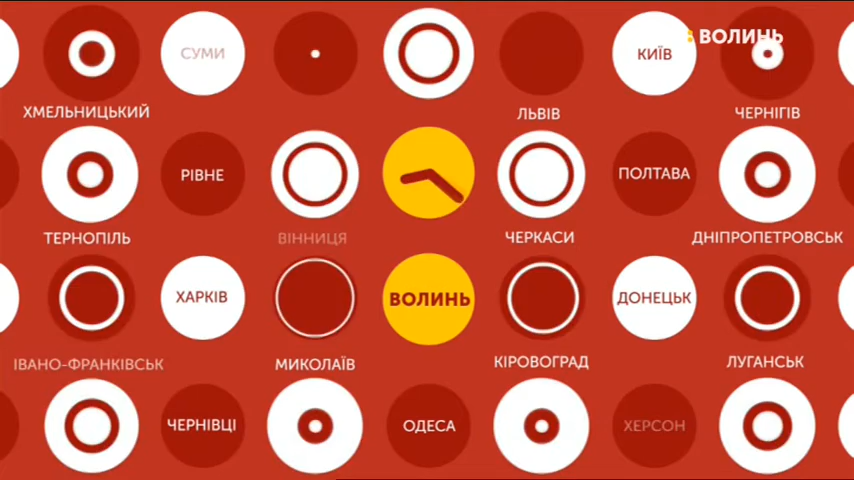 ВОЛИНЬ
СУМИ
КИЇВ
ХМЕЛЬНИЦЬКИЙ
ЛЬВІВ
ЧЕРНІГІВ
РІВНЕ
ПОЛТАВА
ТЕРНОПІЛЬ
ВІННИЦЯ
ЧЕРКАСИ
ДНІПРОПЕТРОВСЬК
ХАРКІВ
ВОЛИНЬ
ДОНЕЦЬК
ІВАНО-ФРАНКІВСЬК
МИКОЛАЇВ
КІРОВОГРАД
ЛУГАНСЬК
ЧЕРНІВЦІ
ОДЕСА
ХЕРСОН